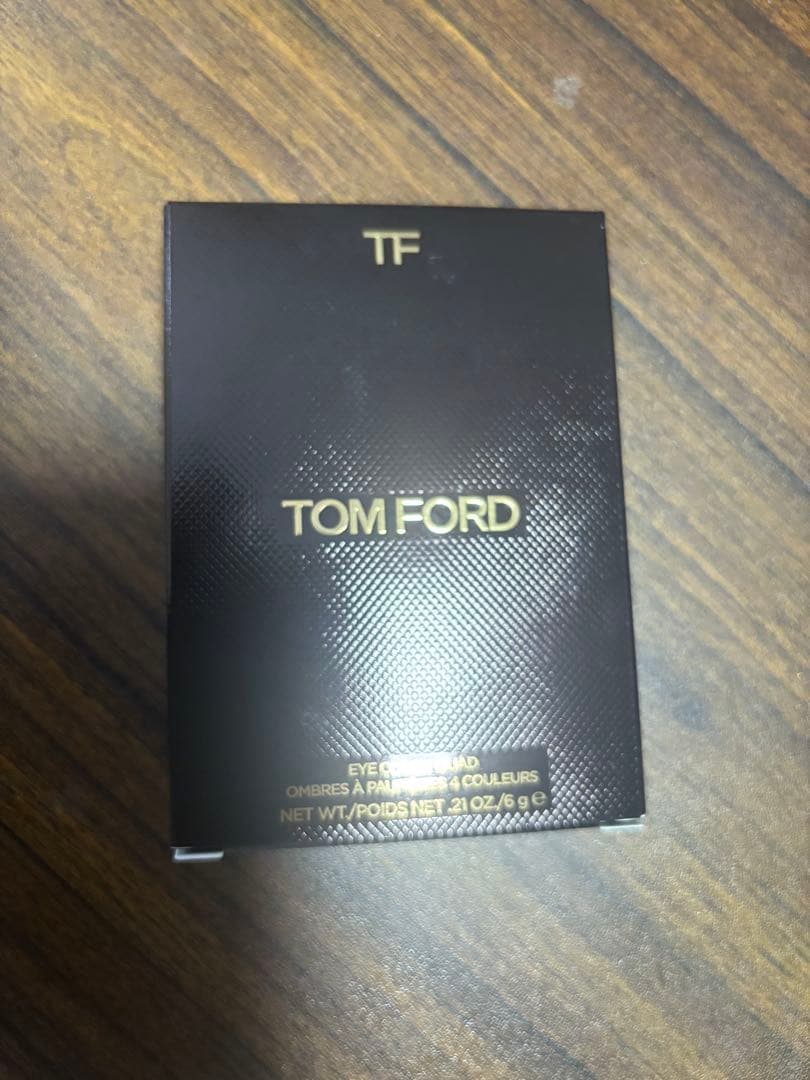 TF
TOM FORD
EYE
OMBRES À 4 COULEURS
NET WT./POIDS NET .21 OZ./6 g e